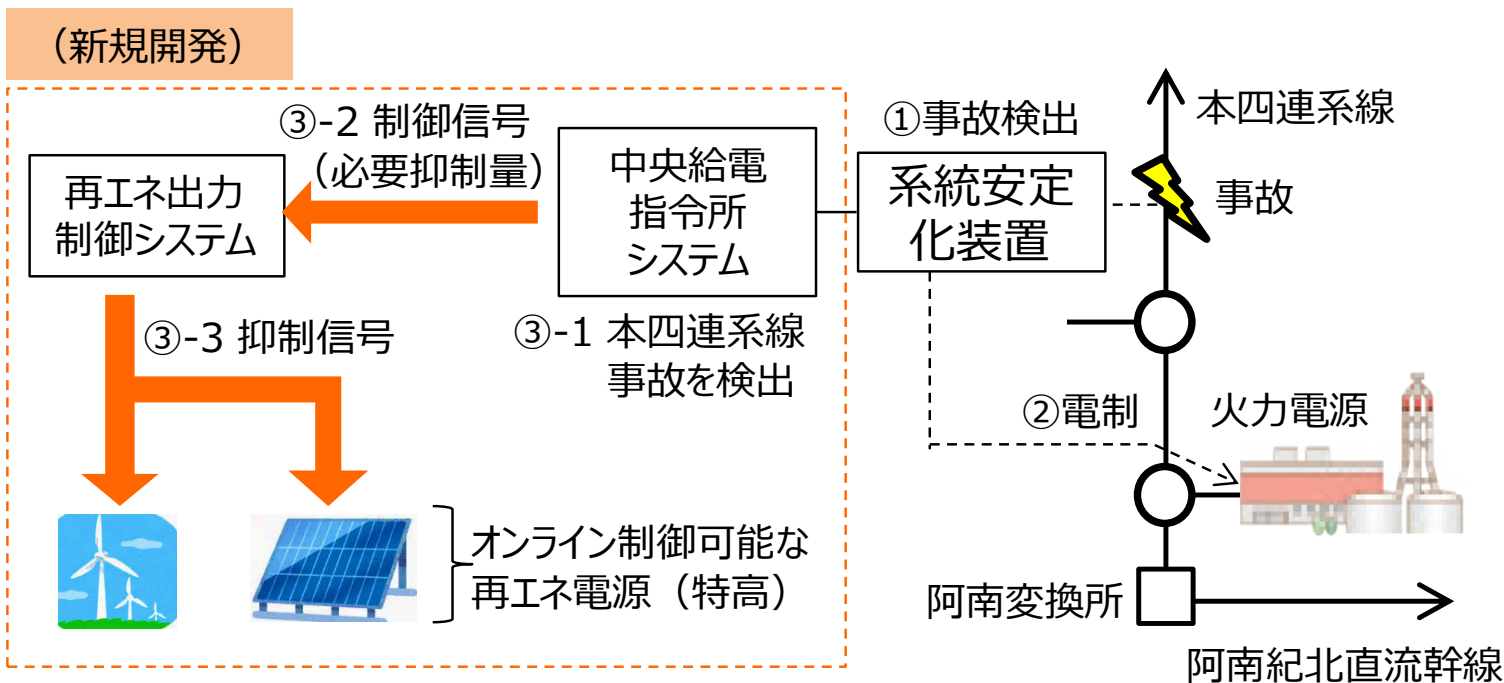 （新規開発）
③-2 制御信号
（必要抑制量）
再エネ出力
制御システム
中央給電
指令所
システム
①事故検出
系統安定
化装置
本四連系線
事故
③-3 抑制信号
③-1 本四連系線
事故を検出
②電制
火力電源
オンライン制御可能な
再エネ電源（特高）
阿南変換所
阿南紀北直流幹線